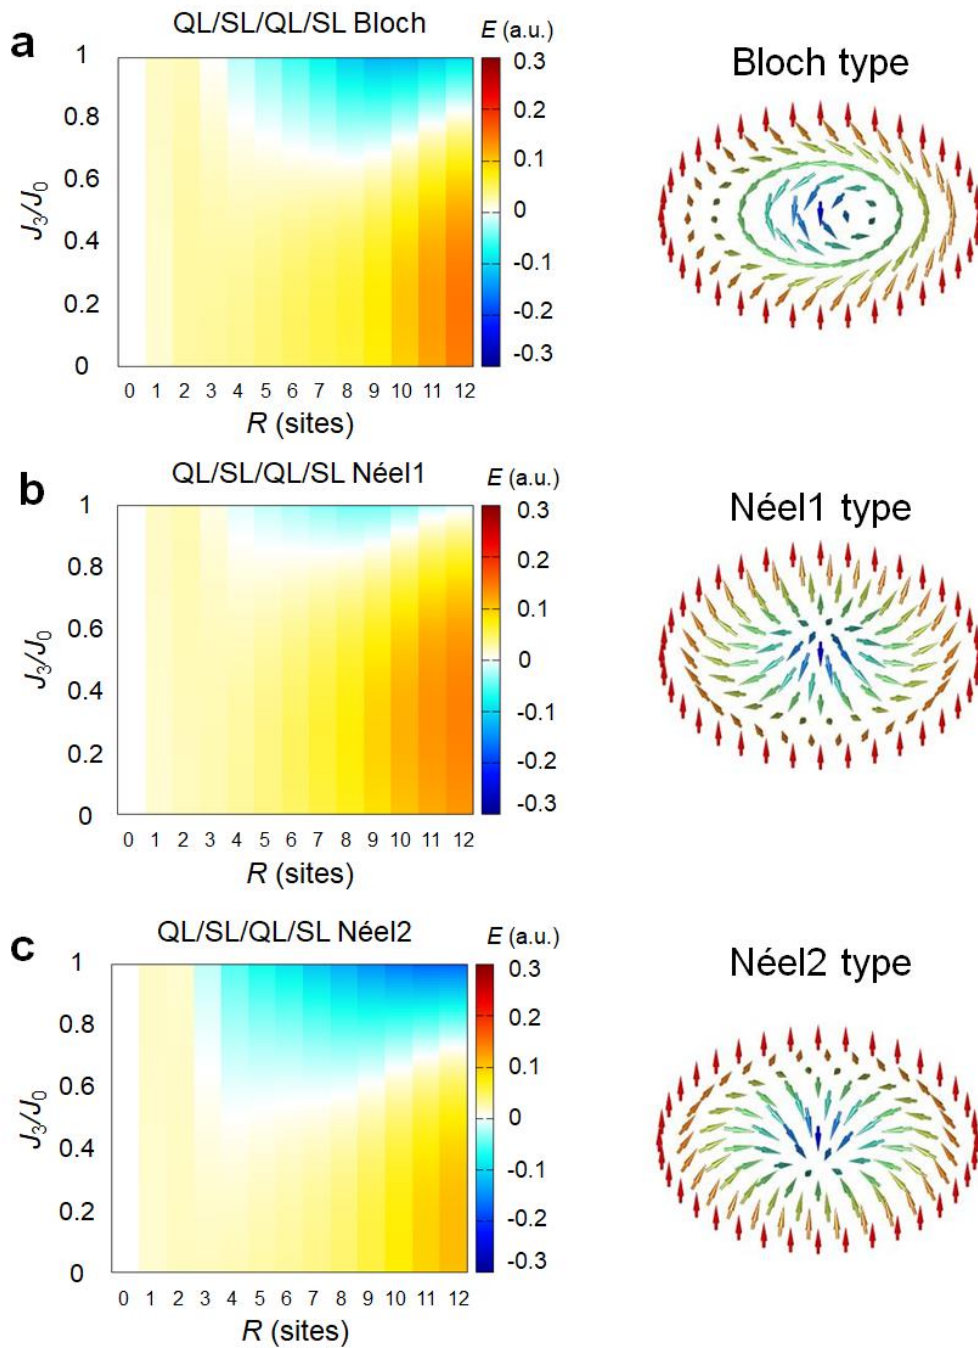 a
QL/SL/QL/SL Bloch
E (a.u.)
Bloch type
1
0.8
0.6
0.4
0.2
0
J3/J0
0.3
0.2
0.1
0
-0.1
-0.2
-0.3
0 1 2 3 4 5 6 7 8 9 10 11 12
R (sites)
b
QL/SL/QL/SL Néel1
E (a.u.)
Néel1 type
1
0.8
0.6
0.4
0.2
0
J3/J0
0.3
0.2
0.1
0
-0.1
-0.2
-0.3
0 1 2 3 4 5 6 7 8 9 10 11 12
R (sites)
c
QL/SL/QL/SL Néel2
E (a.u.)
Néel2 type
1
0.8
0.6
0.4
0.2
0
J3/J0
0.3
0.2
0.1
0
-0.1
-0.2
-0.3
0 1 2 3 4 5 6 7 8 9 10 11 12
R (sites)